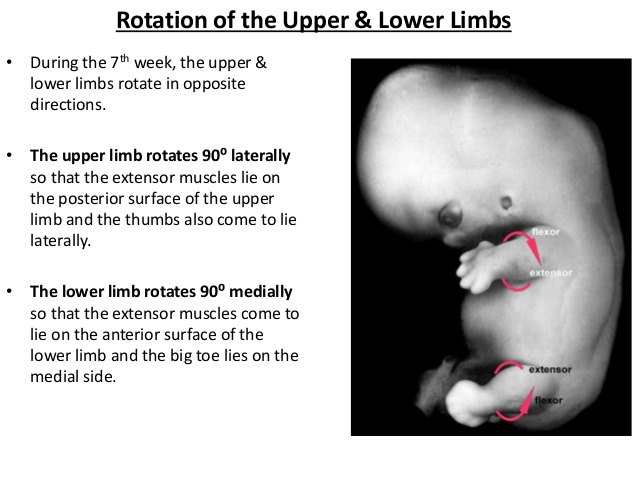 Rotation of the Upper & Lower Limbs
• During the 7th week, the upper &
lower limbs rotate in opposite
directions.
• The upper limb rotates 90⁰ laterally
so that the extensor muscles lie on
the posterior surface of the upper
limb and the thumbs also come to lie
laterally.
• The lower limb rotates 90⁰ medially
so that the extensor muscles come to
lie on the anterior surface of the
lower limb and the big toe lies on the
medial side.
flexor
extensor
extensor
flexor